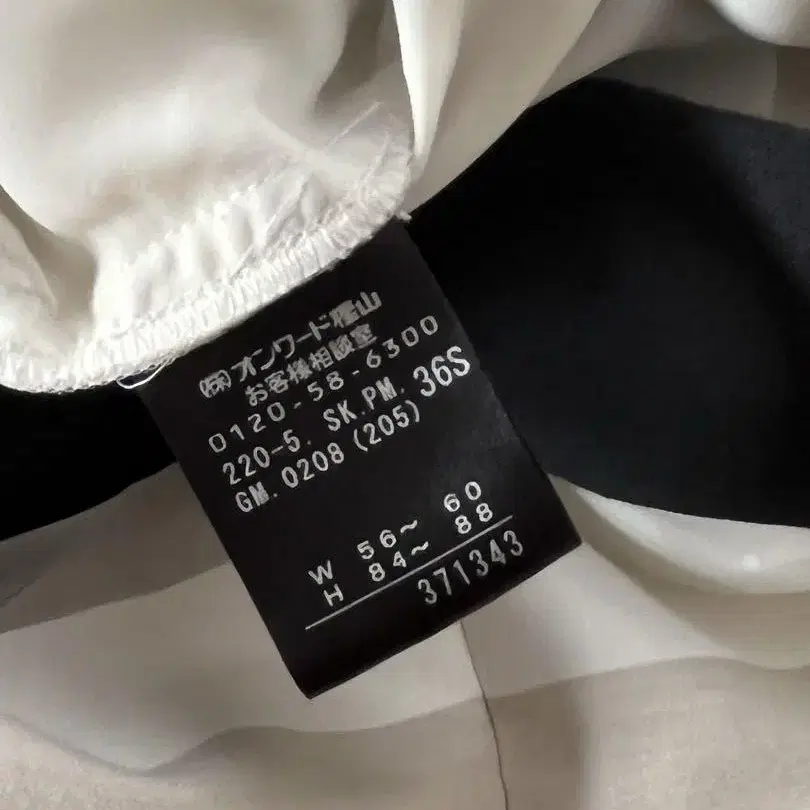 ㈱オンワード樫山
お客様相談室
0120-58-6300
220-5. SK.PM. 36S
GM. 0208 (205)
W 56~ 60
H 84~ 88
371343